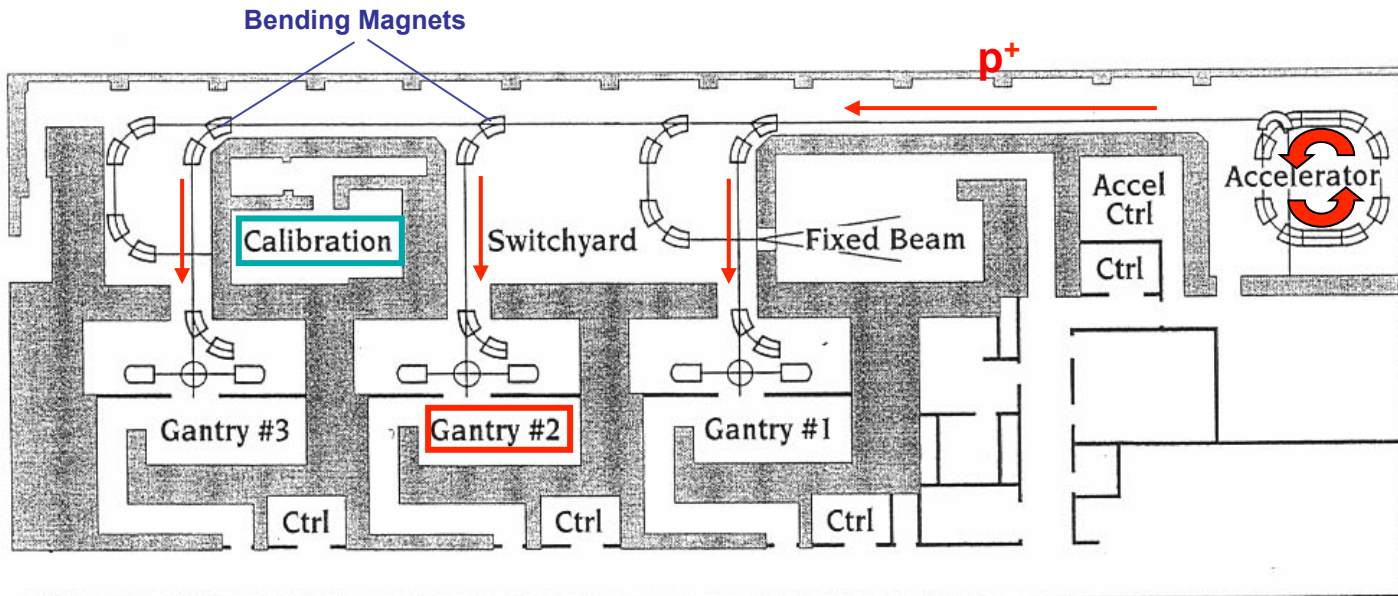 Bending Magnets
p+
Accel
Ctrl
Accelerator
Calibration
Switchyard
Fixed Beam
Ctrl
Gantry #3
Gantry #2
Gantry #1
Ctrl
Ctrl
Ctrl